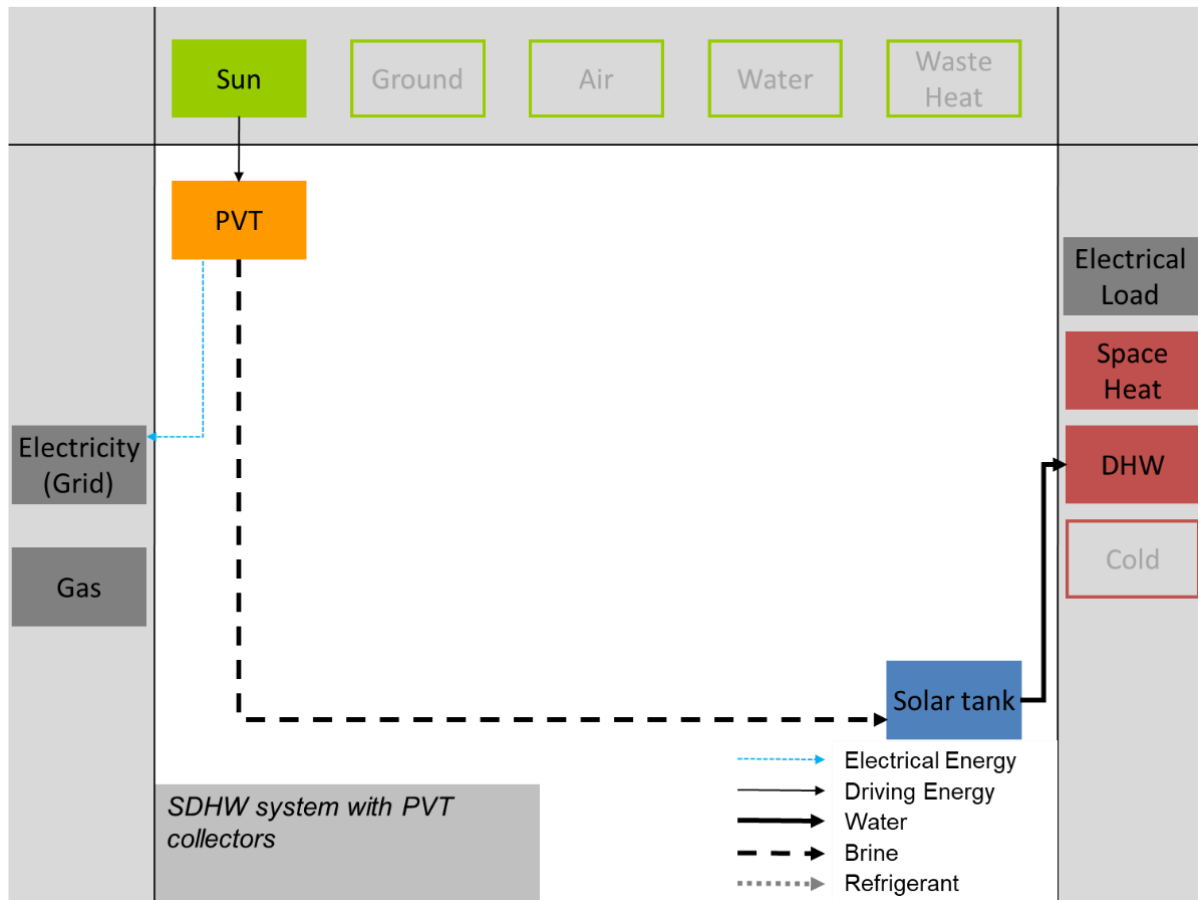 Sun
Ground
Air
Water
Waste
Heat
PVT
Electrical
Load
Space
Heat
Electricity
(Grid)
DHW
Gas
Cold
Solar tank
Electrical Energy
Driving Energy
Water
Brine
Refrigerant
SDHW system with PVT
collectors